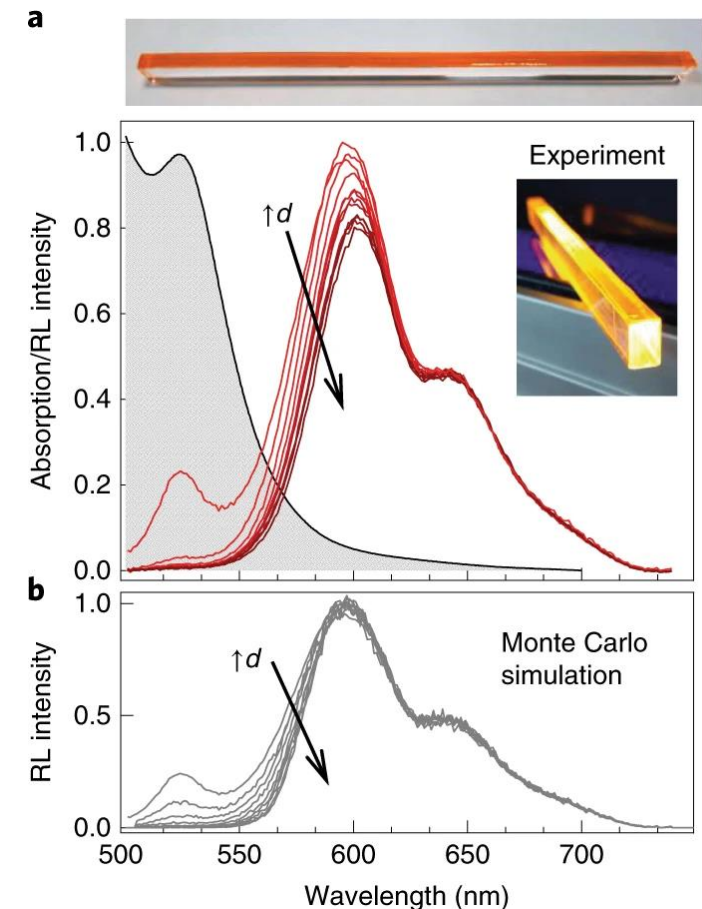 a
Experiment
↑d
Absorption/RL intensity
1.0
0.8
0.6
0.4
0.2
0.0
b
Monte Carlo
simulation
↑d
RL intensity
1.0
0.5
0.0
500 550 600 650 700
Wavelength (nm)